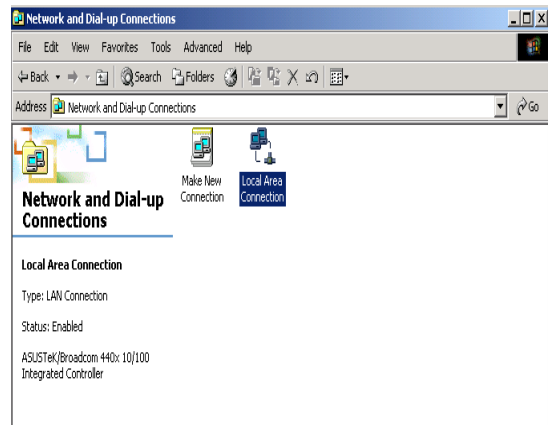 Network and Dial-up Connections
File Edit View Favorites Tools Advanced Help
Back Search Folders
Address Network and Dial-up Connections Go
Make New Connection
Local Area Connection
Network and Dial-up
Connections
Local Area Connection
Type: LAN Connection
Status: Enabled
ASUSTeK/Broadcom 440x 10/100
Integrated Controller